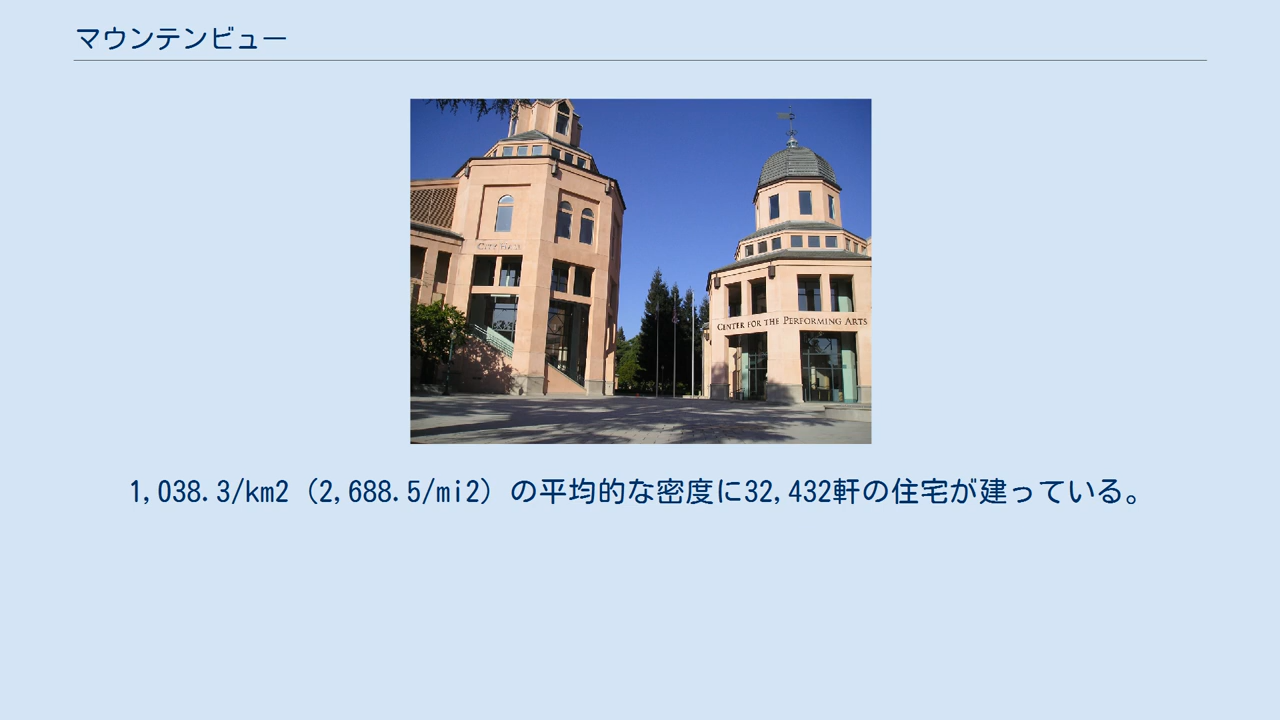 マウンテンビュー
CITY HALL
CENTER FOR THE PERFORMING ARTS
1,038.3/km2（2,688.5/mi2）の平均的な密度に32,432軒の住宅が建っている。